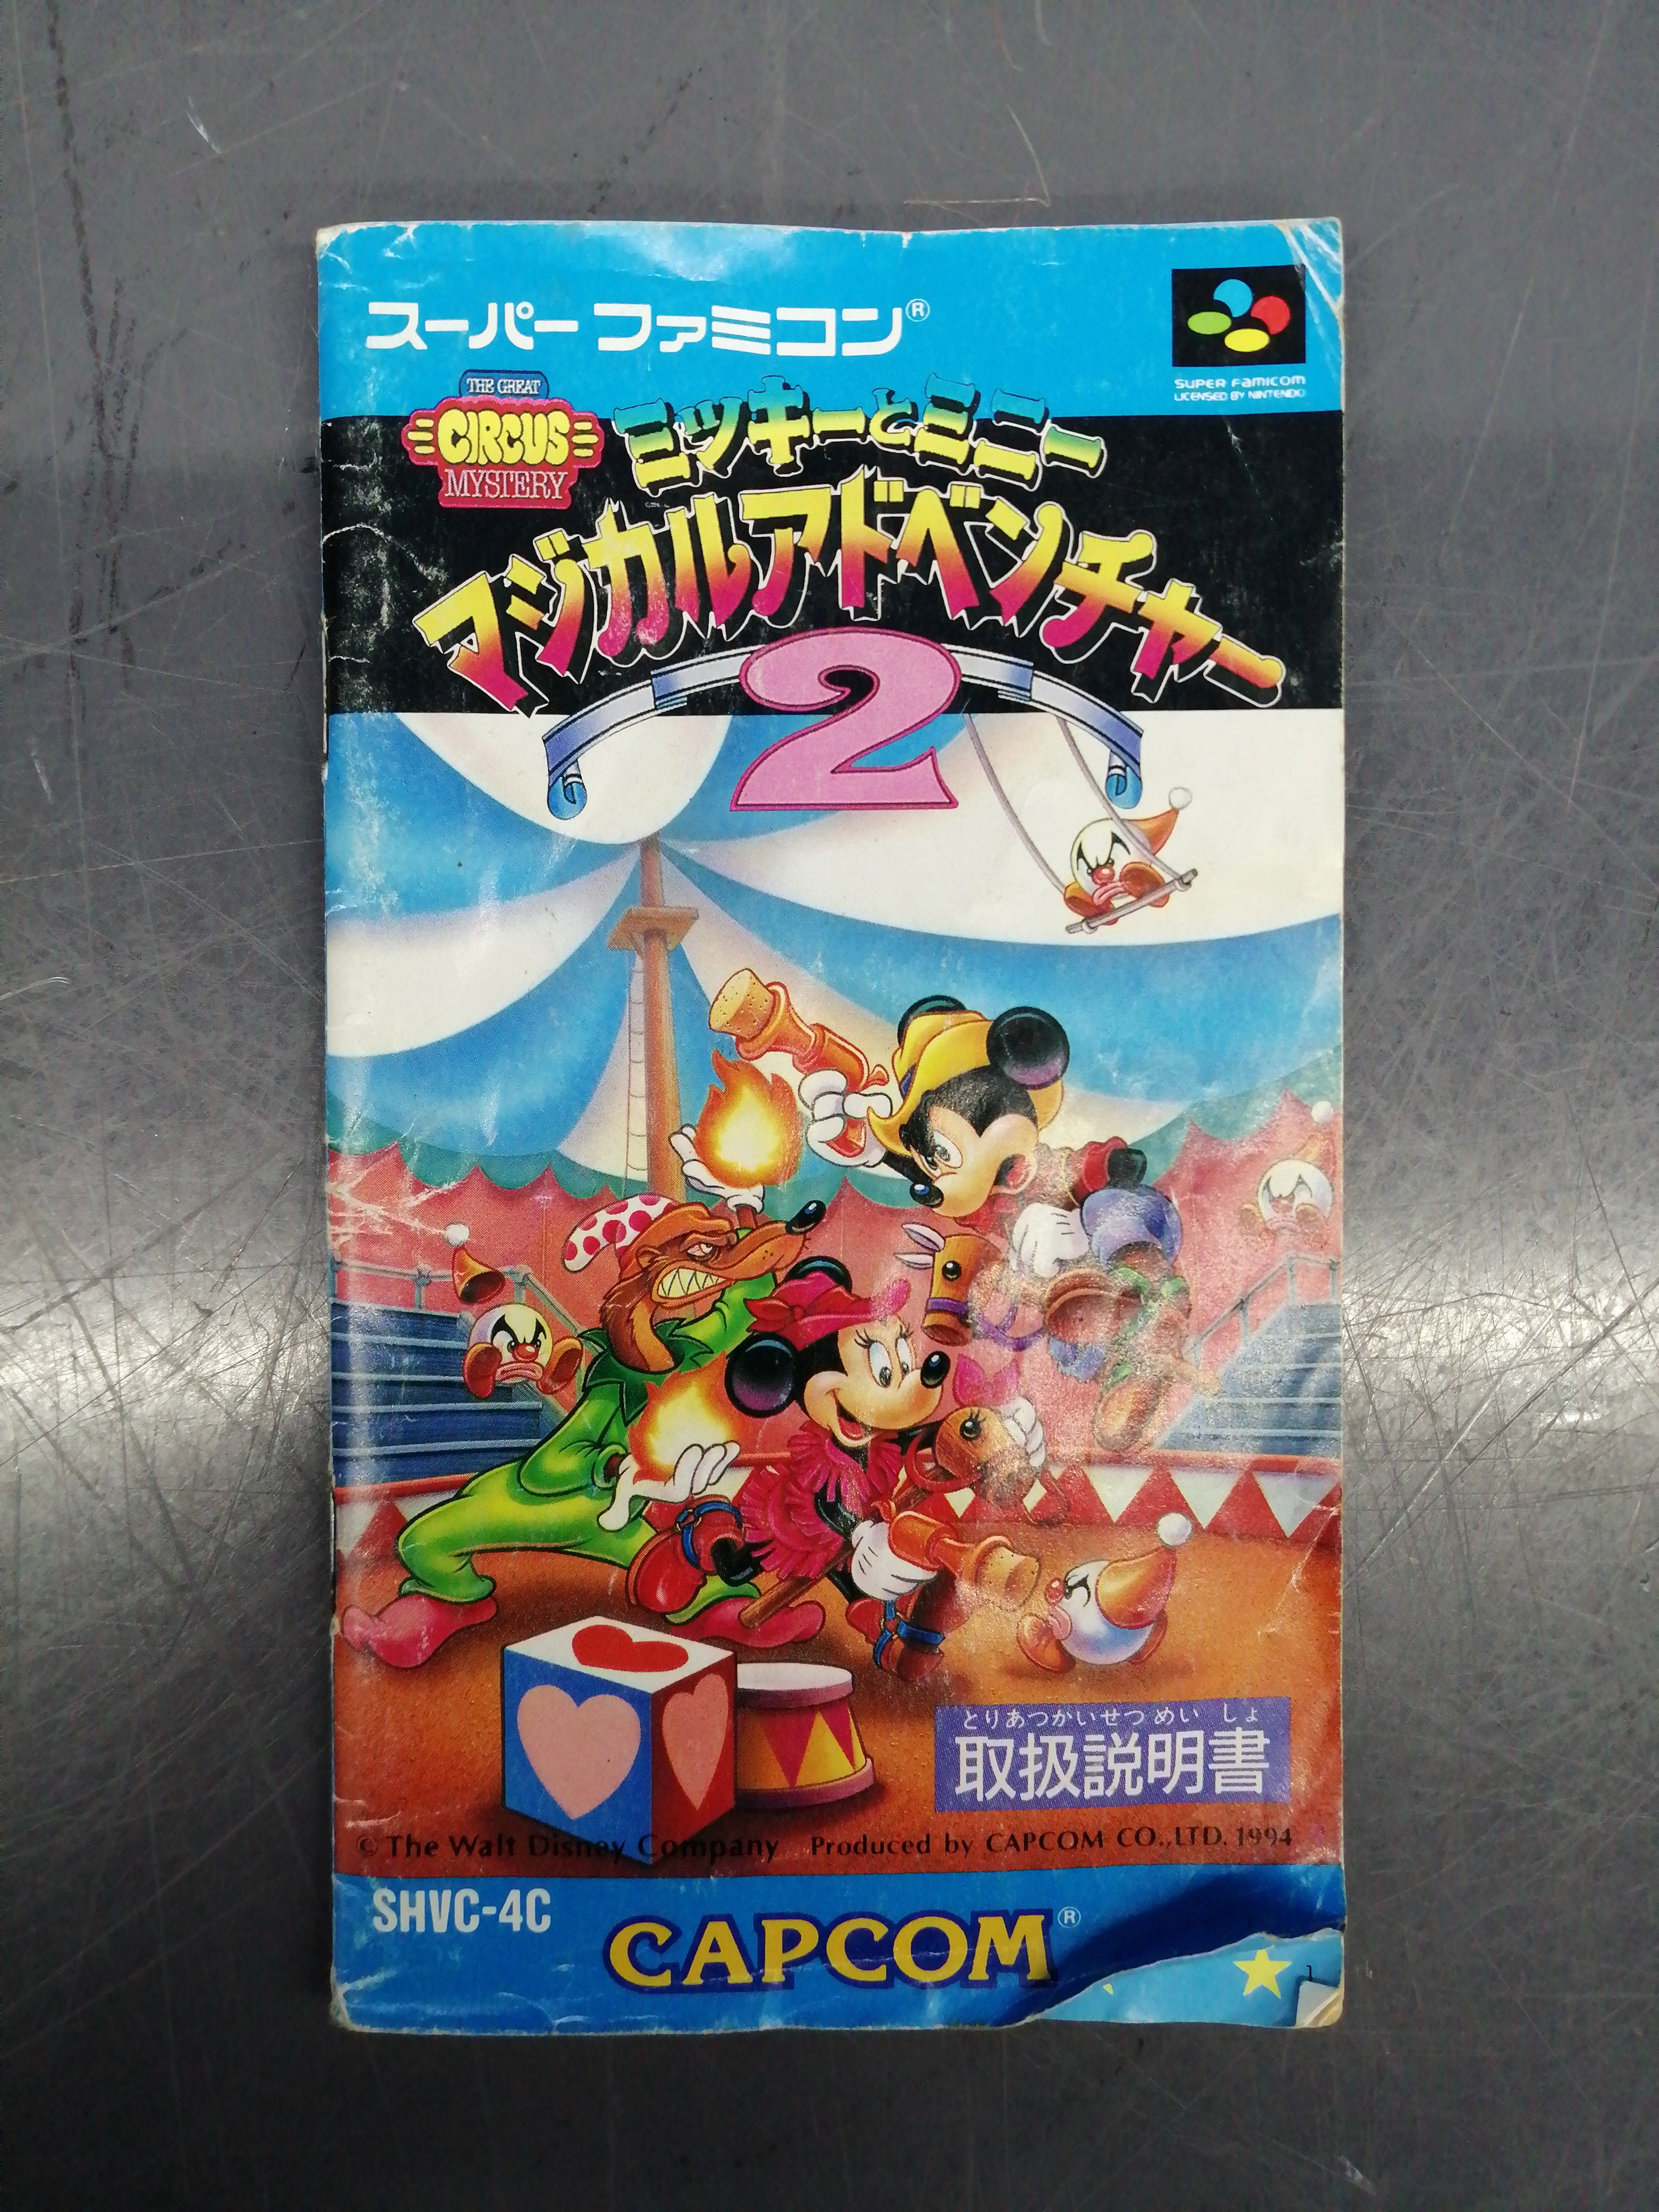 スーパーファミコン®
SUPER FAMICOM
LICENSED BY NINTENDO
THE GREAT
CIRCUS
MYSTERY
ミッキーとミニー
マジカルアドベンチャー
2
とりあつかいせつめいしょ
取扱説明書
© The Walt Disney Company Produced by CAPCOM CO.,LTD. 1994
SHVC-4C
CAPCOM®
1